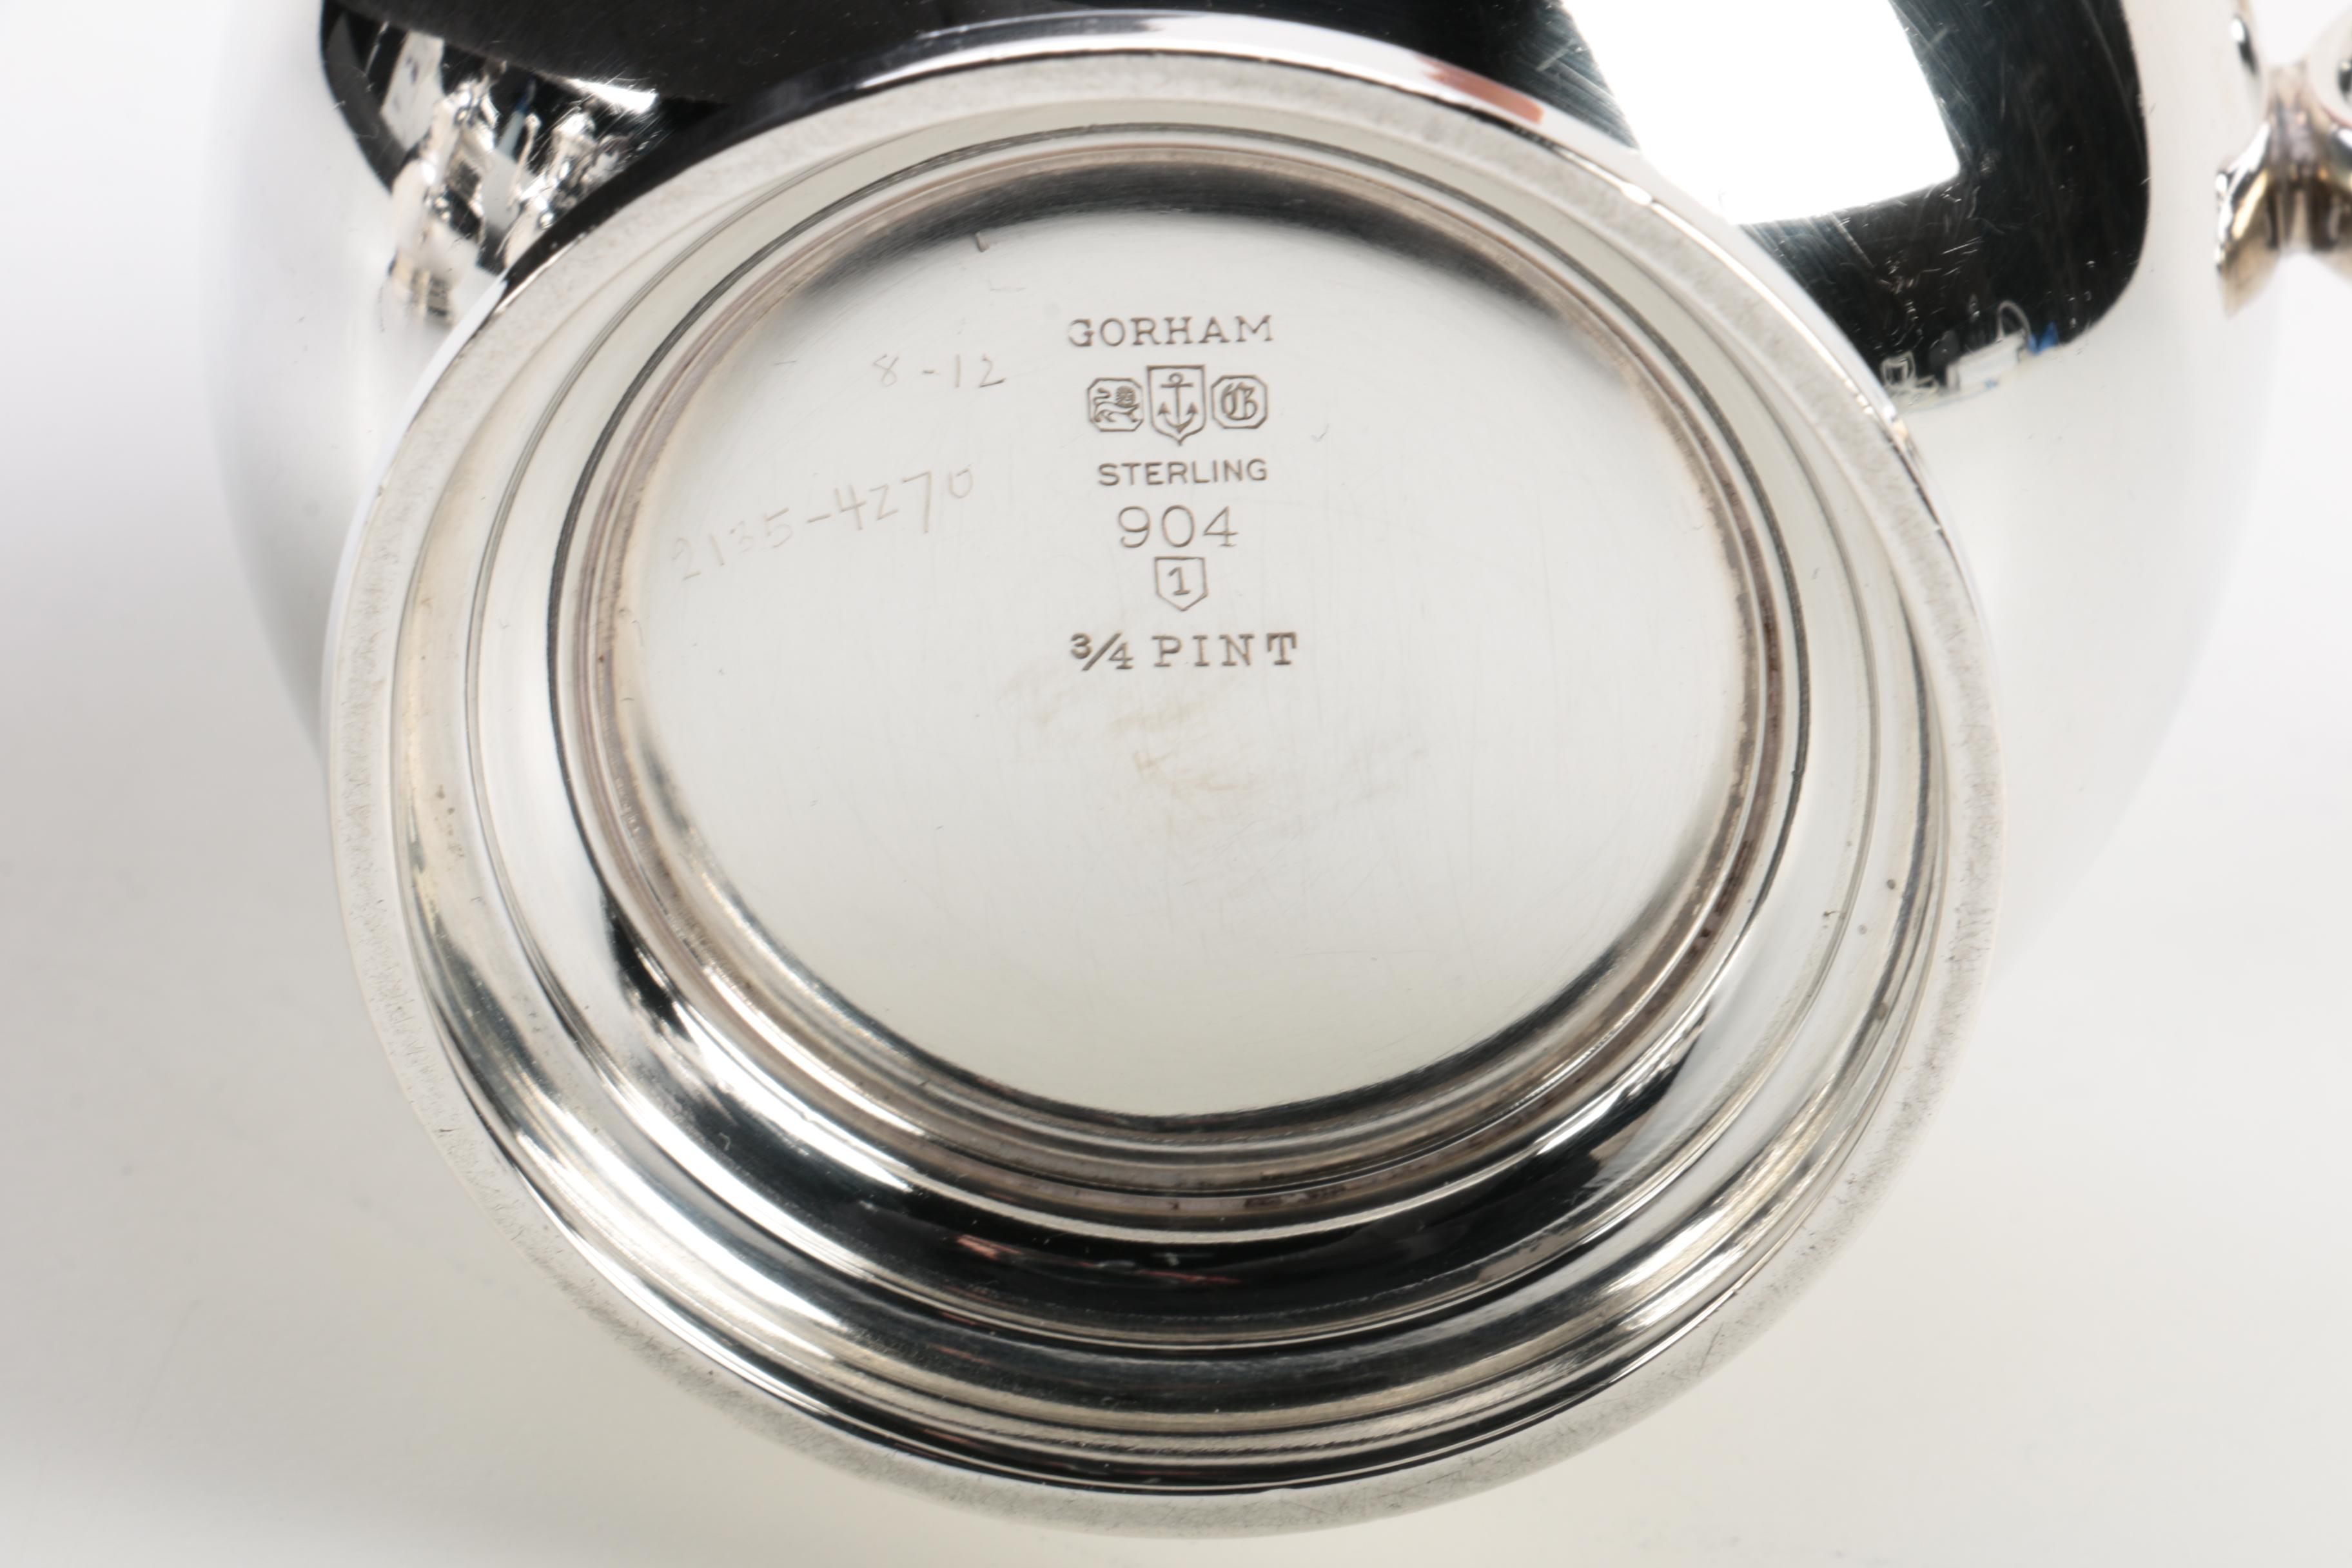 GORHAM
8-12
G
STERLING
2135-4270
904
1
3/4 PINT